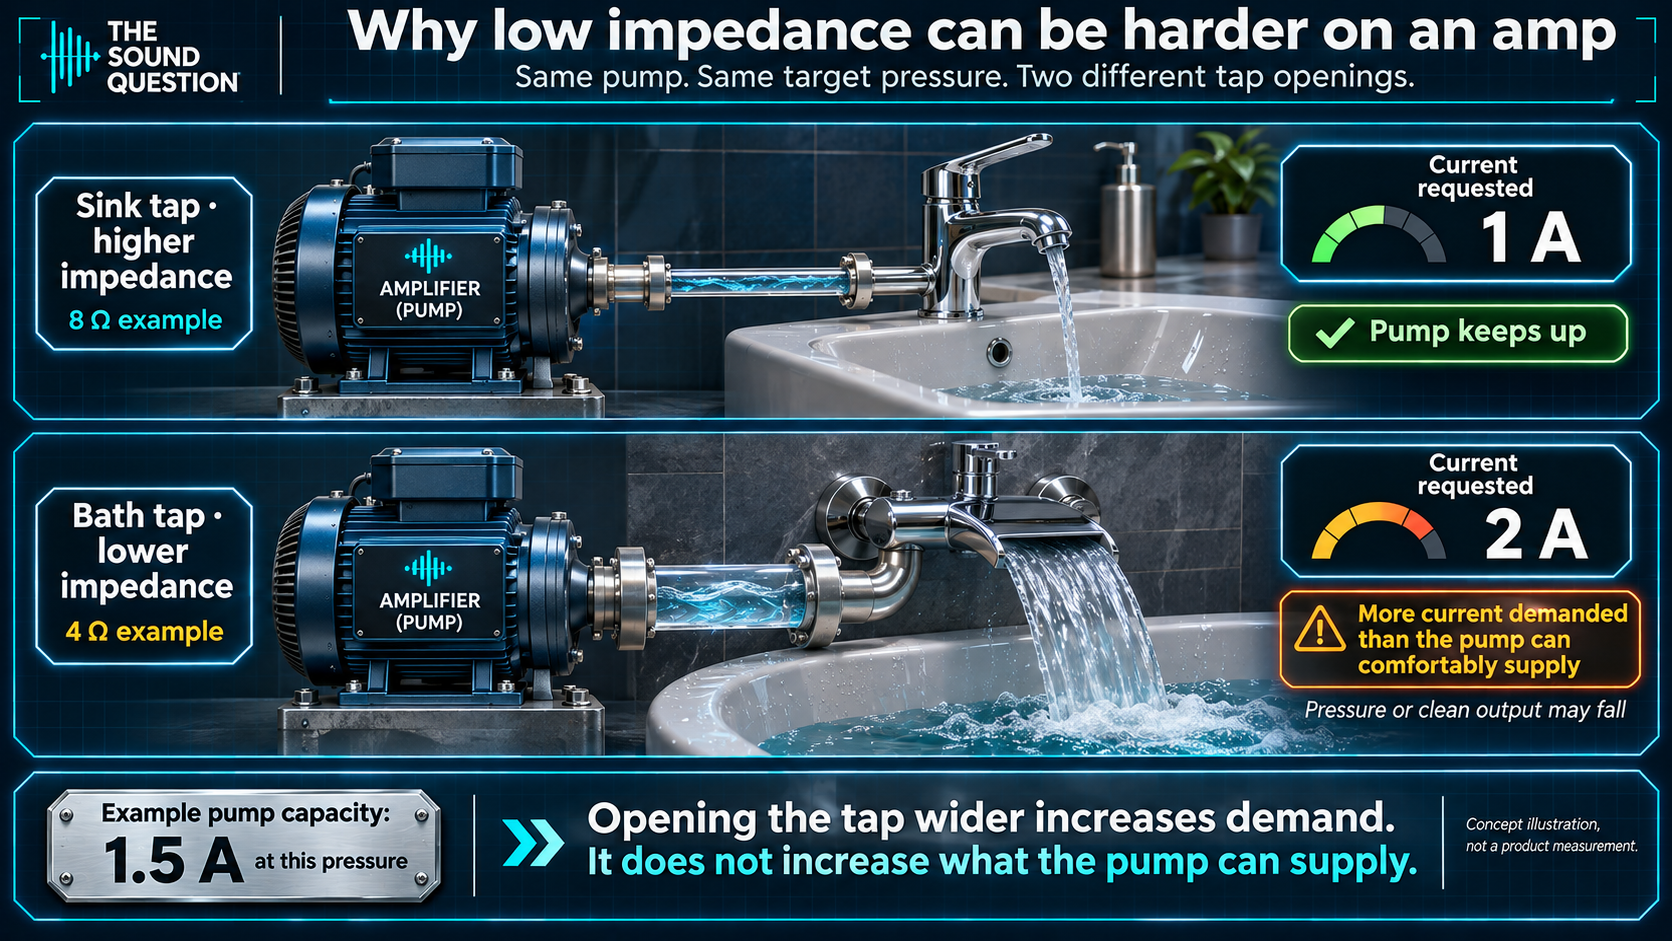 THE
SOUND
QUESTION
Why low impedance can be harder on an amp
Same pump. Same target pressure. Two different tap openings.
Sink tap ·
higher
impedance
8 Ω example
AMPLIFIER
(PUMP)
Current
requested
1 A
Pump keeps up
Bath tap ·
lower
impedance
4 Ω example
AMPLIFIER
(PUMP)
Current
requested
2 A
More current demanded
than the pump can
comfortably supply
Pressure or clean output may fall
Example pump capacity:
1.5 A at this pressure
Opening the tap wider increases demand.
It does not increase what the pump can supply.
Concept illustration,
not a product measurement.